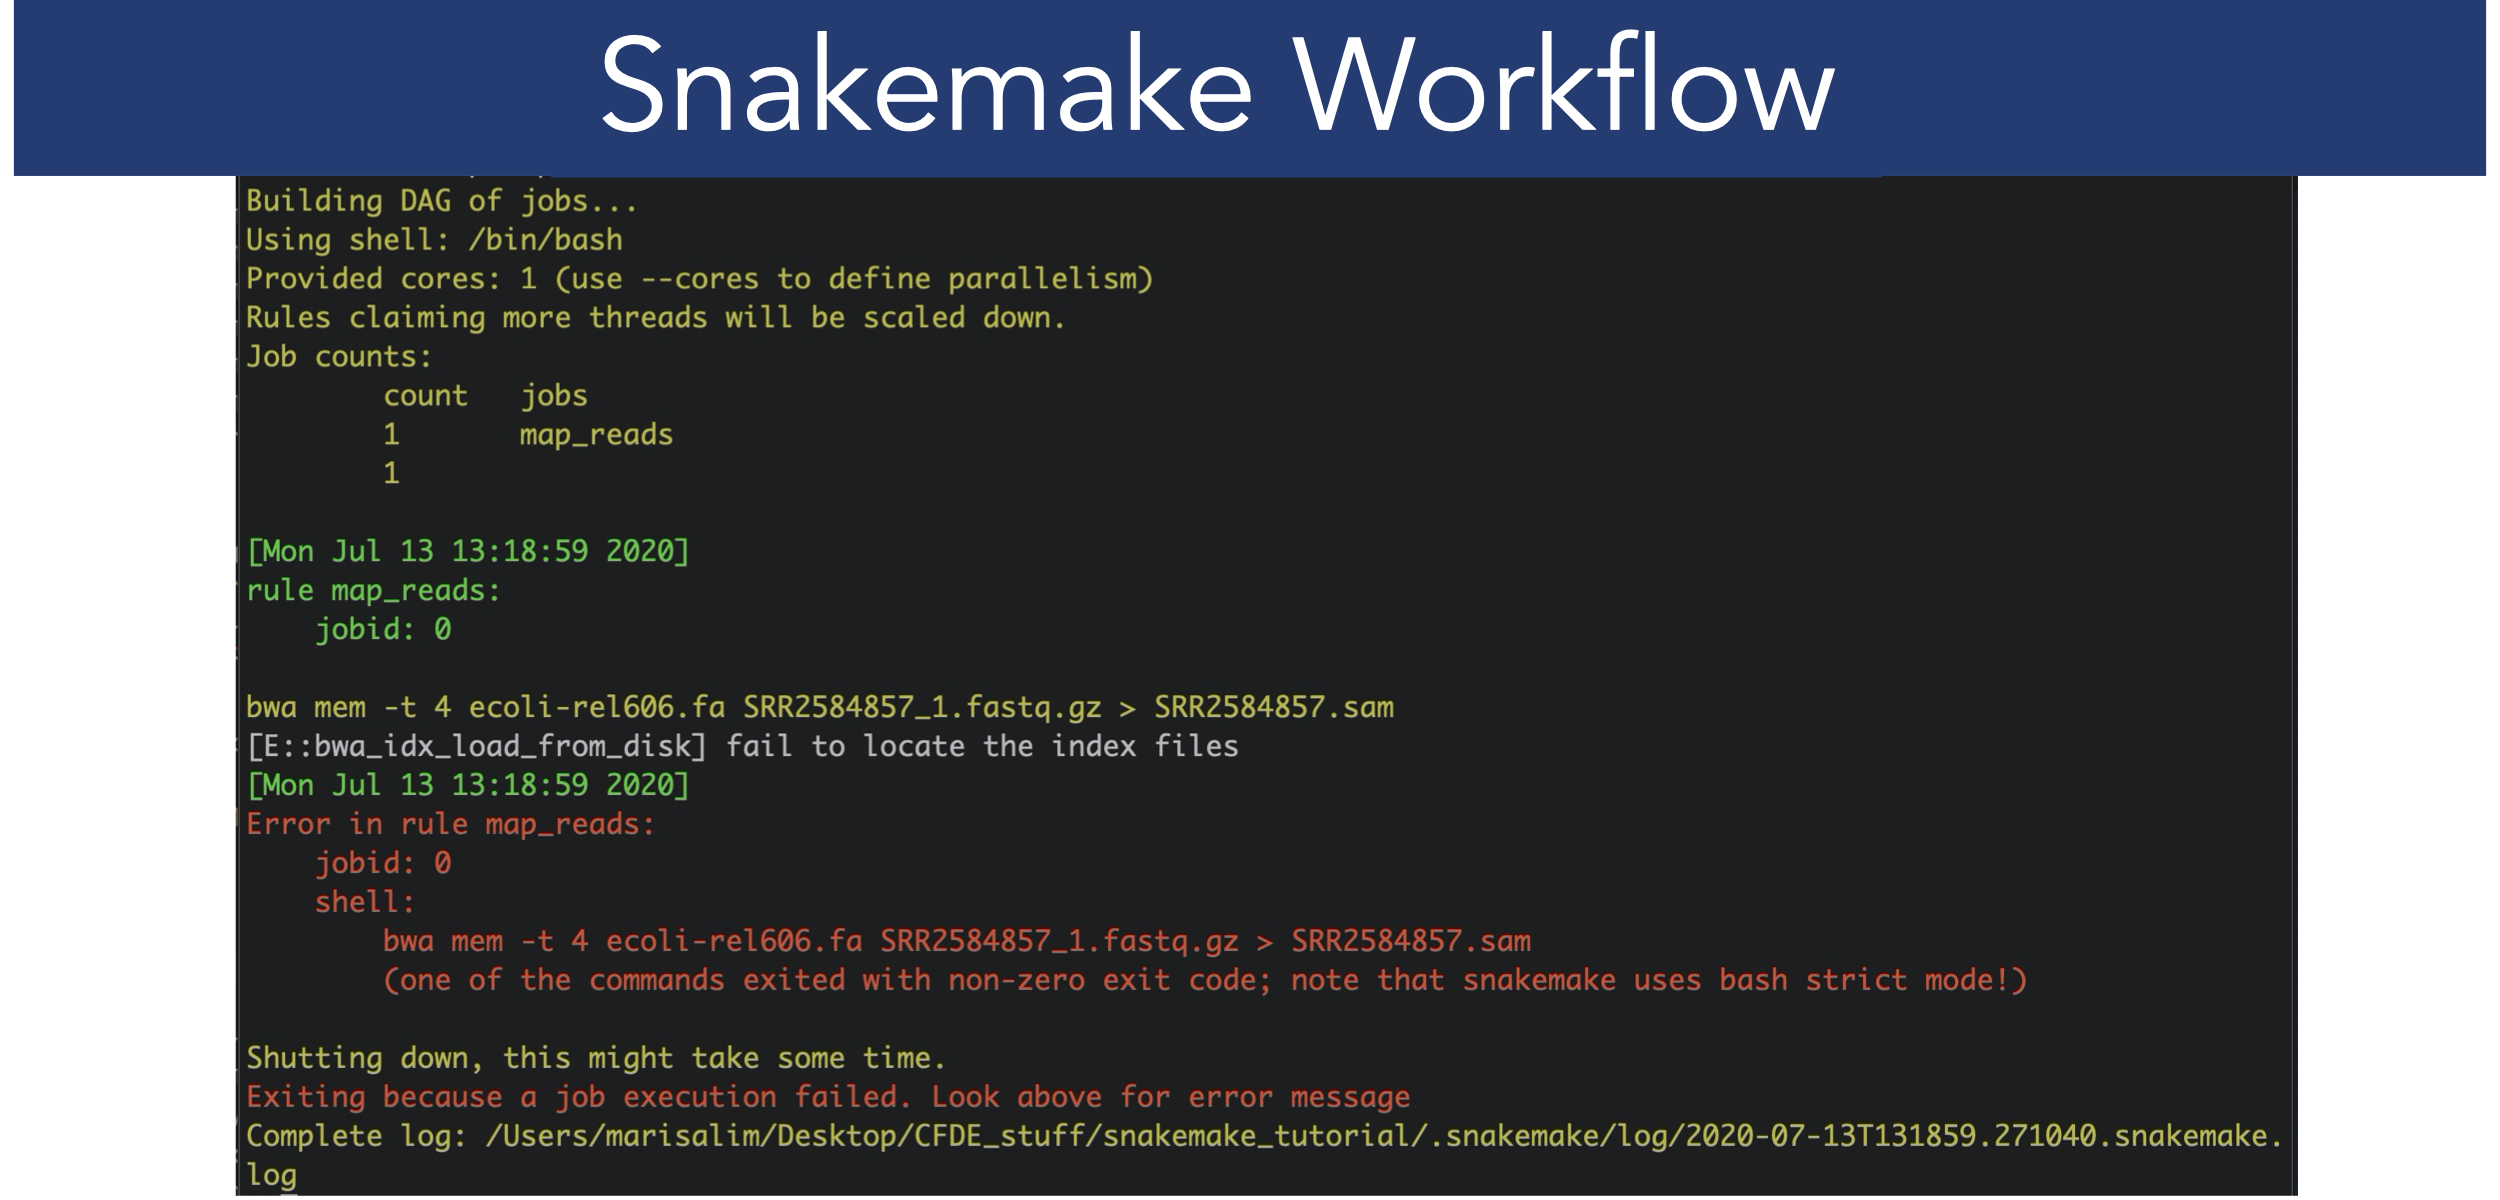 Snakemake Workflow
Building DAG of jobs...
Using shell: /bin/bash
Provided cores: 1 (use --cores to define parallelism)
Rules claiming more threads will be scaled down.
Job counts:
        count   jobs
        1       map_reads
        1
[Mon Jul 13 13:18:59 2020]
rule map_reads:
    jobid: 0
bwa mem -t 4 ecoli-rel606.fa SRR2584857_1.fastq.gz > SRR2584857.sam
[E::bwa_idx_load_from_disk] fail to locate the index files
[Mon Jul 13 13:18:59 2020]
Error in rule map_reads:
    jobid: 0
    shell:
        bwa mem -t 4 ecoli-rel606.fa SRR2584857_1.fastq.gz > SRR2584857.sam
        (one of the commands exited with non-zero exit code; note that snakemake uses bash strict mode!)
Shutting down, this might take some time.
Exiting because a job execution failed. Look above for error message
Complete log: /Users/marisalim/Desktop/CFDE_stuff/snakemake_tutorial/.snakemake/log/2020-07-13T131859.271040.snakemake.
log